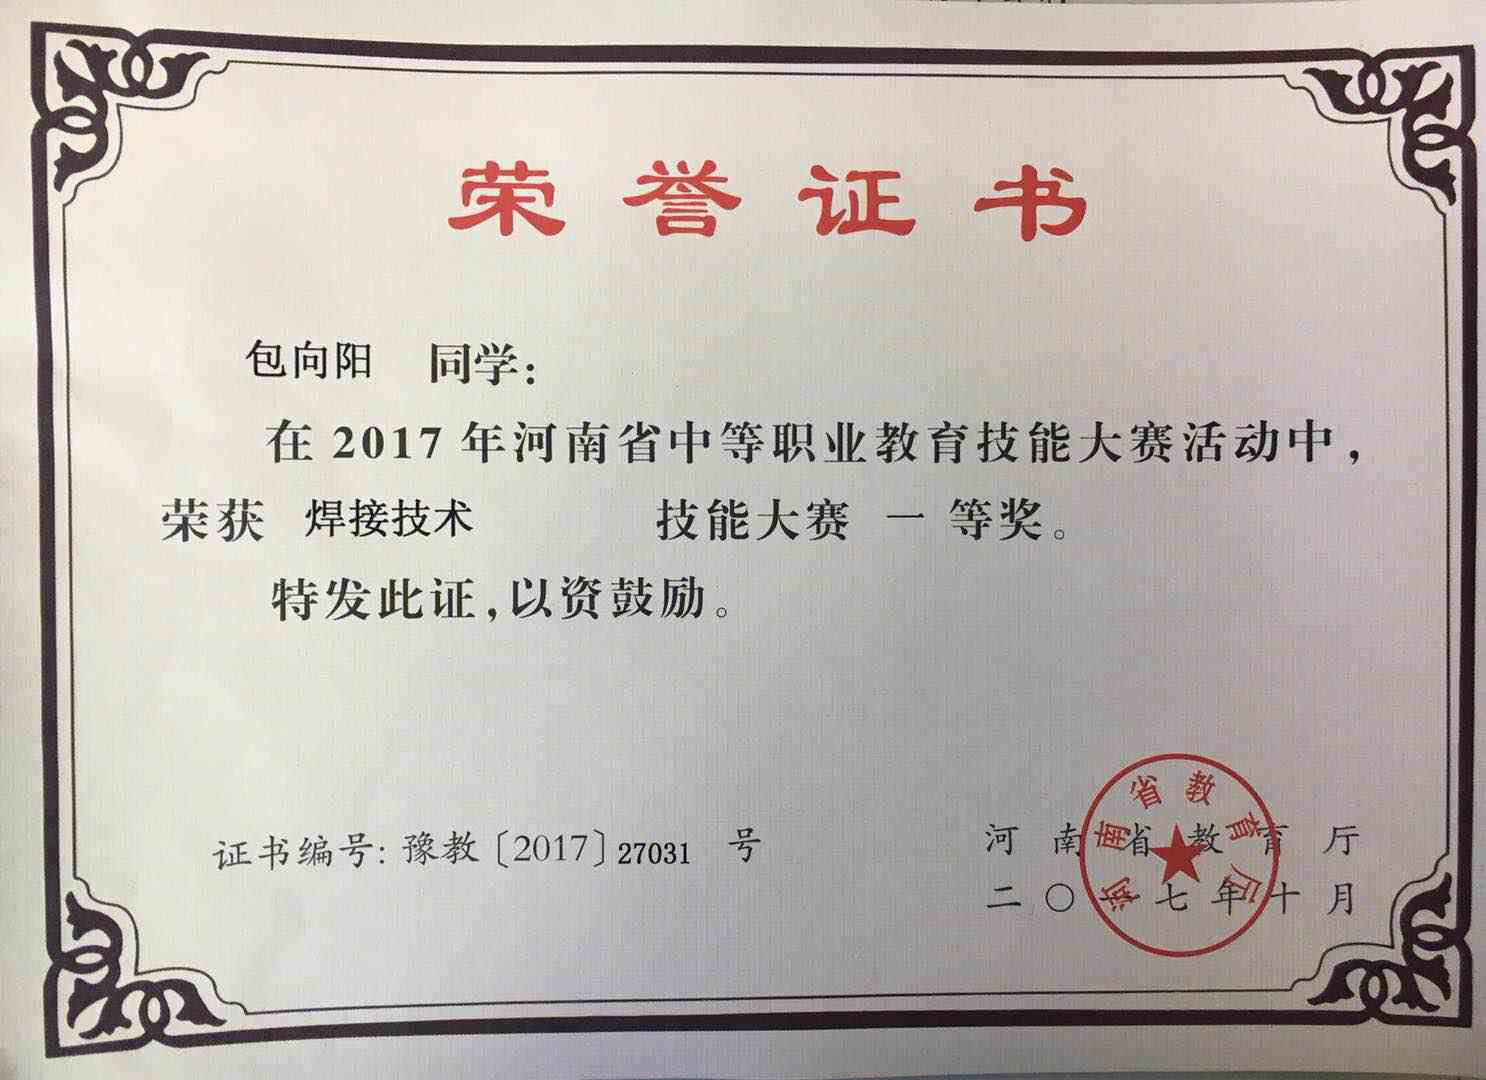 荣誉证书
包向阳 同学：
在2017年河南省中等职业教育技能大赛活动中，
荣获 焊接技术 技能大赛 一 等奖。
特发此证，以资鼓励。
证书编号：豫教〔2017〕27031 号
河南省教育厅
二〇一七年十月
河南省教育厅